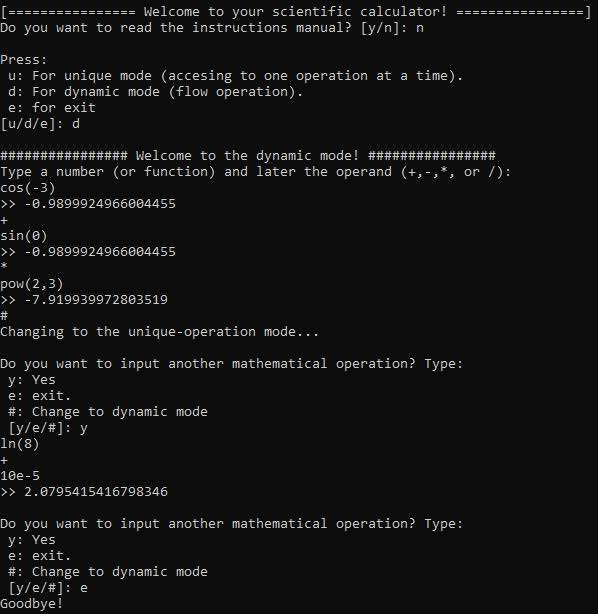 [================ Welcome to your scientific calculator! ================]
Do you want to read the instructions manual? [y/n]: n
Press:
u: For unique mode (accesing to one operation at a time).
d: For dynamic mode (flow operation).
e: for exit
[u/d/e]: d
################ Welcome to the dynamic mode! ################
Type a number (or function) and later the operand (+,-,*, or /):
cos(-3)
>> -0.9899924966004455
+
sin(0)
>> -0.9899924966004455
*
pow(2,3)
>> -7.919939972803519
#
Changing to the unique-operation mode...
Do you want to input another mathematical operation? Type:
y: Yes
e: exit.
#: Change to dynamic mode
[y/e/#]: y
ln(8)
+
10e-5
>> 2.0795415416798346
Do you want to input another mathematical operation? Type:
y: Yes
e: exit.
#: Change to dynamic mode
[y/e/#]: e
Goodbye!